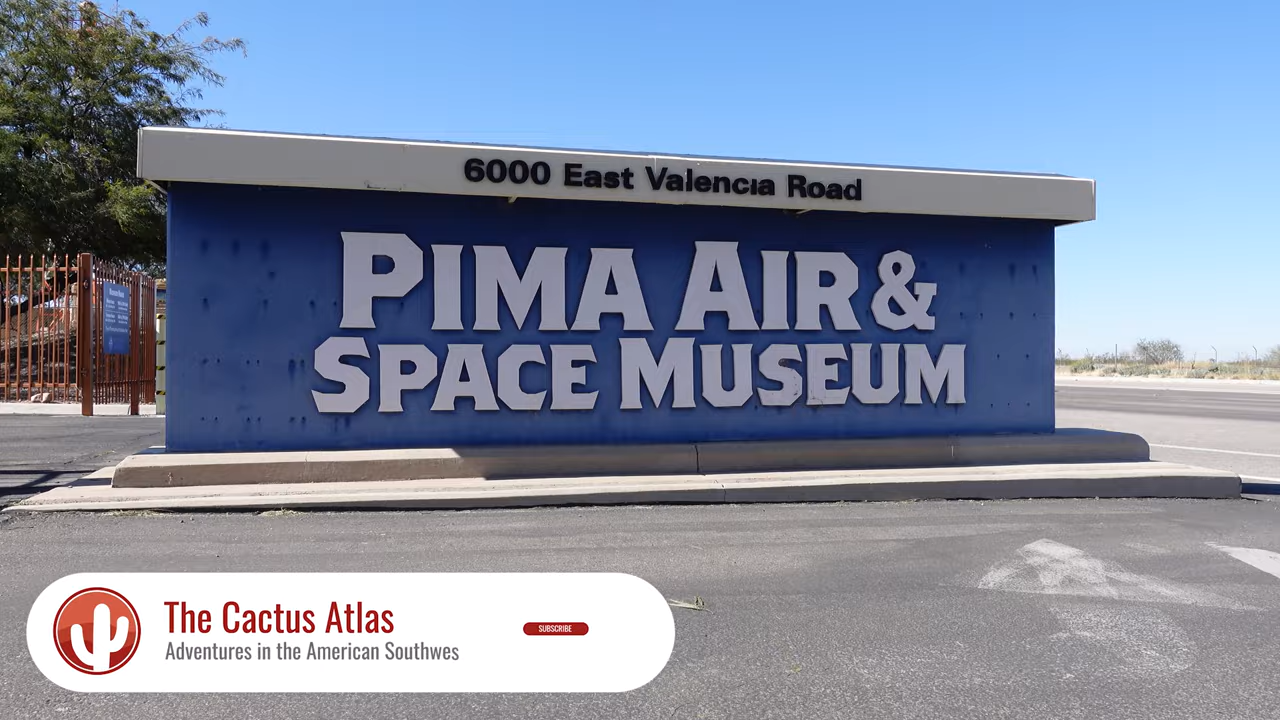 6000 East Valencia Road
PIMA AIR &
SPACE MUSEUM
The Cactus Atlas
Adventures in the American Southwes
SUBSCRIBE